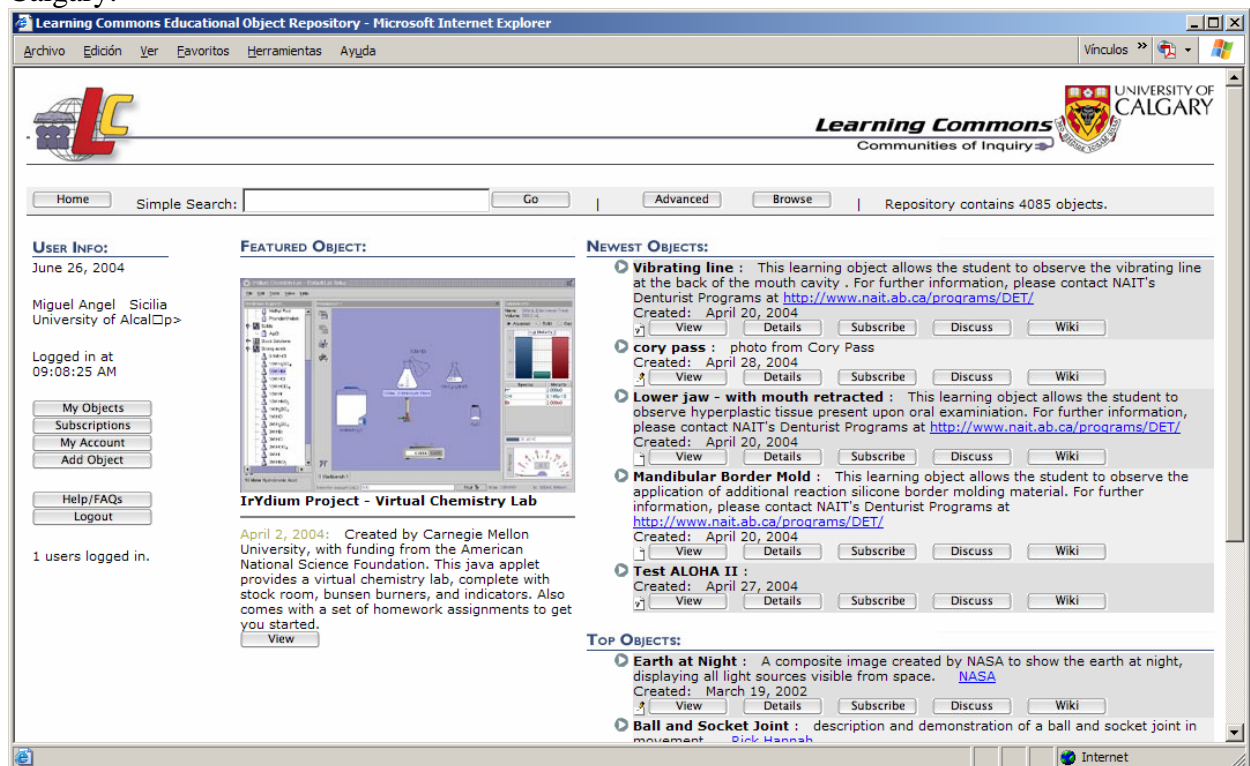 Calgary.
Learning Commons Educational Object Repository - Microsoft Internet Explorer
Archivo Edición Ver Favoritos Herramientas Ayuda Vínculos »
LC
UNIVERSITY OF
CALGARY
Learning Commons
Communities of Inquiry
Home Simple Search: Go | Advanced Browse | Repository contains 4085 objects.
USER INFO:
June 26, 2004
Miguel Angel Sicilia
University of Alcal□p>
Logged in at
09:08:25 AM
My Objects
Subscriptions
My Account
Add Object
Help/FAQs
Logout
1 users logged in.
FEATURED OBJECT:
IrYdium Project - Virtual Chemistry Lab
April 2, 2004: Created by Carnegie Mellon
University, with funding from the American
National Science Foundation. This java applet
provides a virtual chemistry lab, complete with
stock room, bunsen burners, and indicators. Also
comes with a set of homework assignments to get
you started.
View
NEWEST OBJECTS:
Vibrating line : This learning object allows the student to observe the vibrating line
at the back of the mouth cavity . For further information, please contact NAIT's
Denturist Programs at http://www.nait.ab.ca/programs/DET/
Created: April 20, 2004
View Details Subscribe Discuss Wiki
cory pass : photo from Cory Pass
Created: April 28, 2004
View Details Subscribe Discuss Wiki
Lower jaw - with mouth retracted : This learning object allows the student to
observe hyperplastic tissue present upon oral examiniation. For further information,
please contact NAIT's Denturist Programs at http://www.nait.ab.ca/programs/DET/
Created: April 20, 2004
View Details Subscribe Discuss Wiki
Mandibular Border Mold : This learning object allows the student to observe the
application of additional reaction silicone border molding material. For further
information, please contact NAIT's Denturist Programs at
http://www.nait.ab.ca/programs/DET/
Created: April 20, 2004
View Details Subscribe Discuss Wiki
Test ALOHA II :
Created: April 27, 2004
View Details Subscribe Discuss Wiki
TOP OBJECTS:
Earth at Night : A composite image created by NASA to show the earth at night,
displaying all light sources visible from space. NASA
Created: March 19, 2002
View Details Subscribe Discuss Wiki
Ball and Socket Joint : description and demonstration of a ball and socket joint in
movement Rick Hannah
Internet